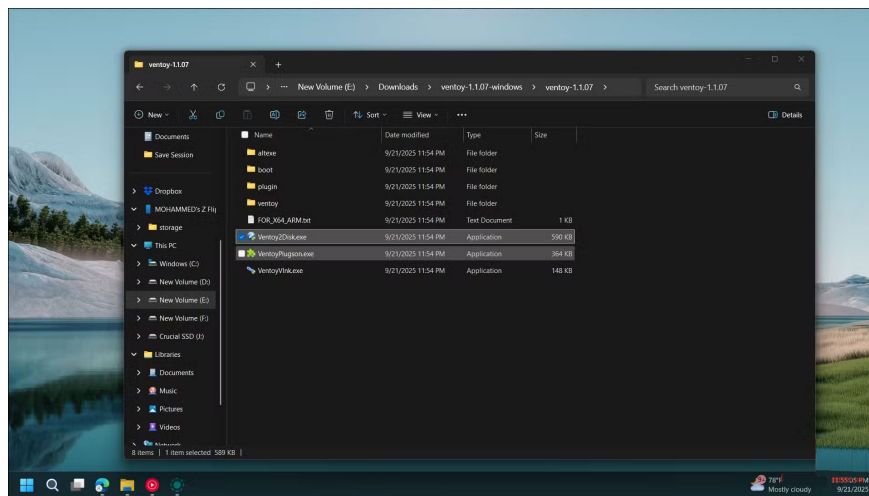 ventoy-1.1.07
New Volume (E:) > Downloads > ventoy-1.1.07-windows > ventoy-1.1.07 >
Search ventoy-1.1.07
New
Sort
View
Details
Documents
Save Session
Dropbox
MOHAMMED's Z Flip
storage
This PC
Windows (C:)
New Volume (D:)
New Volume (E:)
New Volume (F:)
Crucial SSD (J:)
Libraries
Documents
Music
Pictures
Videos
Network
Name Date modified Type Size
altexe 9/21/2025 11:54 PM File folder
boot 9/21/2025 11:54 PM File folder
plugin 9/21/2025 11:54 PM File folder
ventoy 9/21/2025 11:54 PM File folder
FOR_X64_ARM.txt 9/21/2025 11:54 PM Text Document 1 KB
Ventoy2Disk.exe 9/21/2025 11:54 PM Application 590 KB
VentoyPlugson.exe 9/21/2025 11:54 PM Application 364 KB
VentoyVlnk.exe 9/21/2025 11:54 PM Application 148 KB
8 items | 1 item selected 589 KB |
78°F
Mostly cloudy
11:55:05 PM
9/21/2025